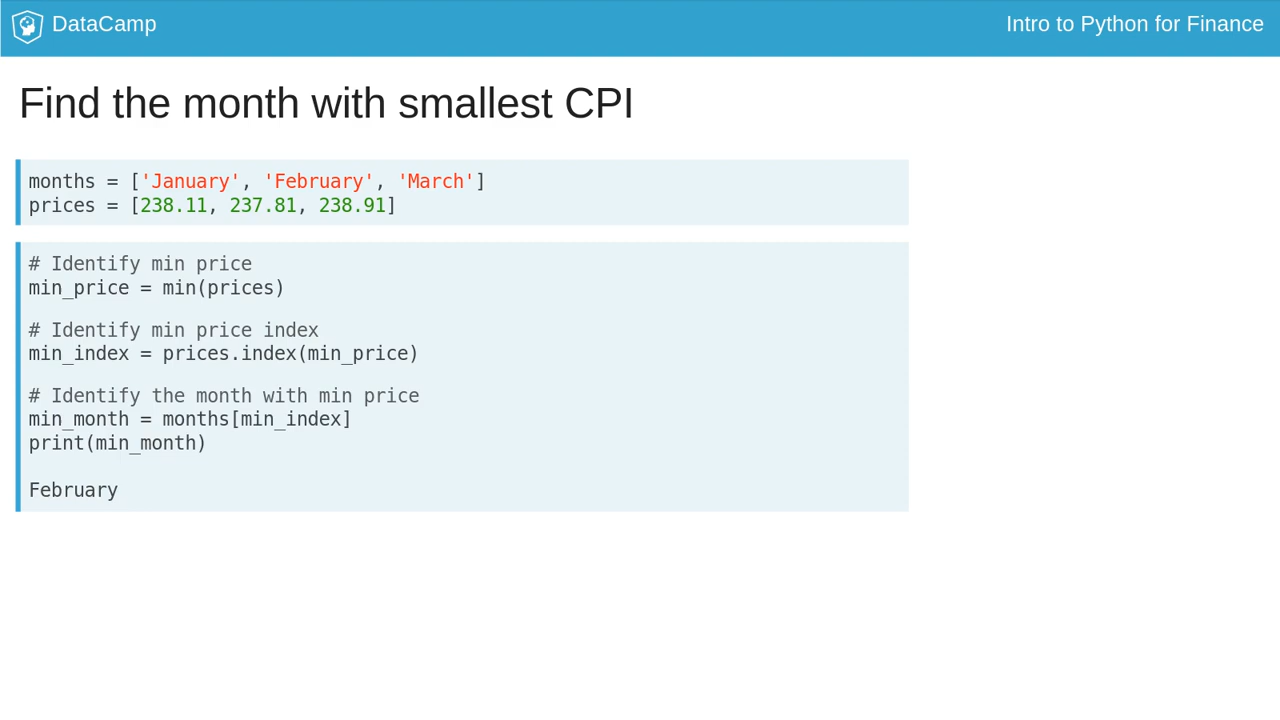 DataCamp
Intro to Python for Finance
Find the month with smallest CPI
months = ['January', 'February', 'March']
prices = [238.11, 237.81, 238.91]
# Identify min price
min_price = min(prices)
# Identify min price index
min_index = prices.index(min_price)
# Identify the month with min price
min_month = months[min_index]
print(min_month)
February